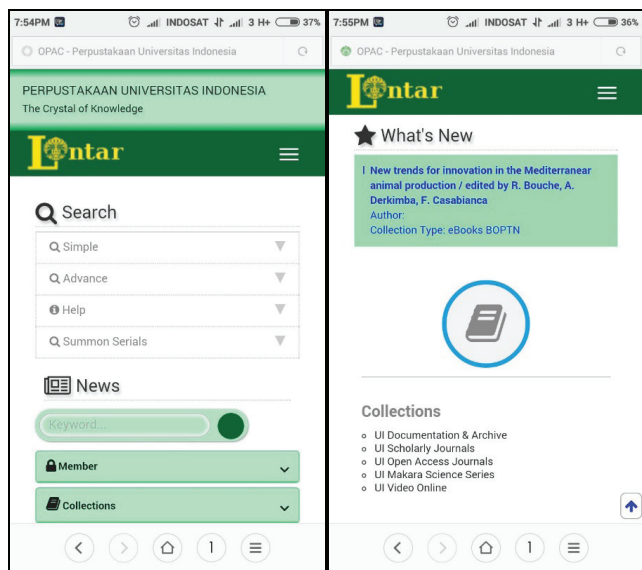 7:54PM INDOSAT 3 H+ 37%
OPAC - Perpustakaan Universitas Indonesia
PERPUSTAKAAN UNIVERSITAS INDONESIA
The Crystal of Knowledge
Lontar
Search
Simple
Advance
Help
Summon Serials
News
Keyword...
Member
Collections
1
7:55PM INDOSAT 3 H+ 36%
OPAC - Perpustakaan Universitas Indonesia
Lontar
What's New
New trends for innovation in the Mediterranean
animal production / edited by R. Bouche, A.
Derkimba, F. Casabianca
Author:
Collection Type: eBooks BOPTN
Collections
UI Documentation & Archive
UI Scholarly Journals
UI Open Access Journals
UI Makara Science Series
UI Video Online
1